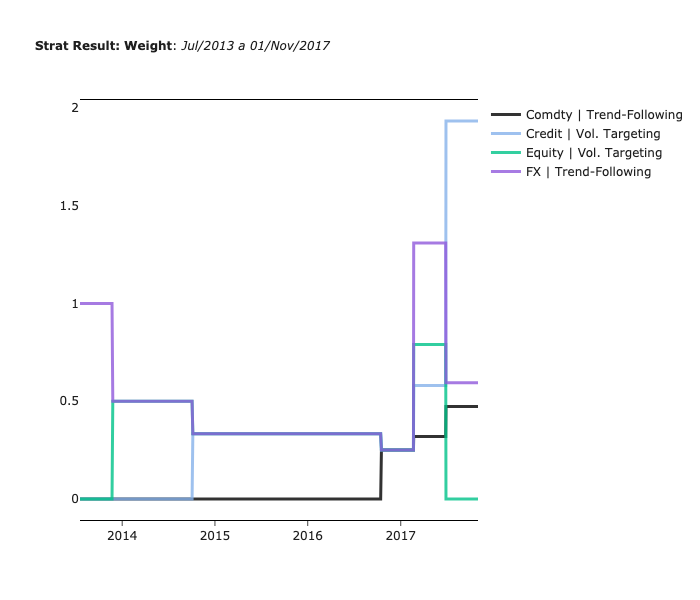 Strat Result: Weight: Jul/2013 a 01/Nov/2017
2
1.5
1
0.5
0
2014
2015
2016
2017
Comdty | Trend-Following
Credit | Vol. Targeting
Equity | Vol. Targeting
FX | Trend-Following